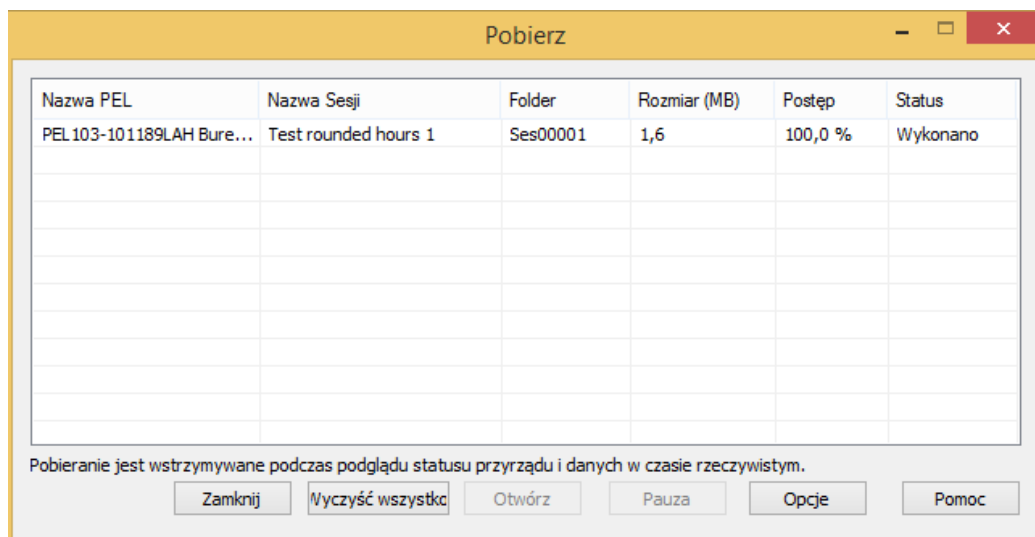 Pobierz
Nazwa PEL Nazwa Sesji Folder Rozmiar (MB) Postęp Status
PEL103-101189LAH Bure... Test rounded hours 1 Ses00001 1,6 100,0 % Wykonano
Pobieranie jest wstrzymywane podczas podglądu statusu przyrządu i danych w czasie rzeczywistym.
Zamknij Wyczyść wszystko Otwórz Pauza Opcje Pomoc